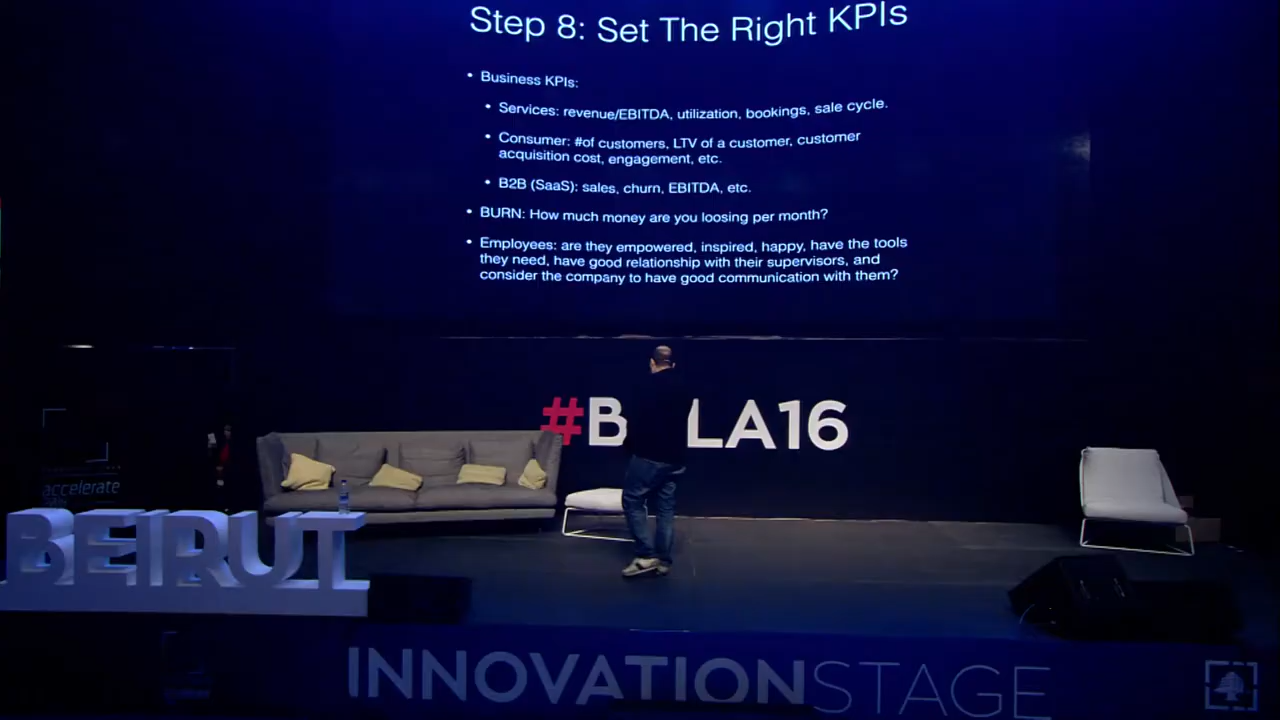 Step 8: Set The Right KPIs
• Business KPIs:
• Services: revenue/EBITDA, utilization, bookings, sale cycle.
• Consumer: #of customers, LTV of a customer, customer
acquisition cost, engagement, etc.
• B2B (SaaS): sales, churn, EBITDA, etc.
• BURN: How much money are you loosing per month?
• Employees: are they empowered, inspired, happy, have the tools
they need, have good relationship with their supervisors, and
consider the company to have good communication with them?
#B LA16
accelerate
BEIRUT
INNOVATIONSTAGE